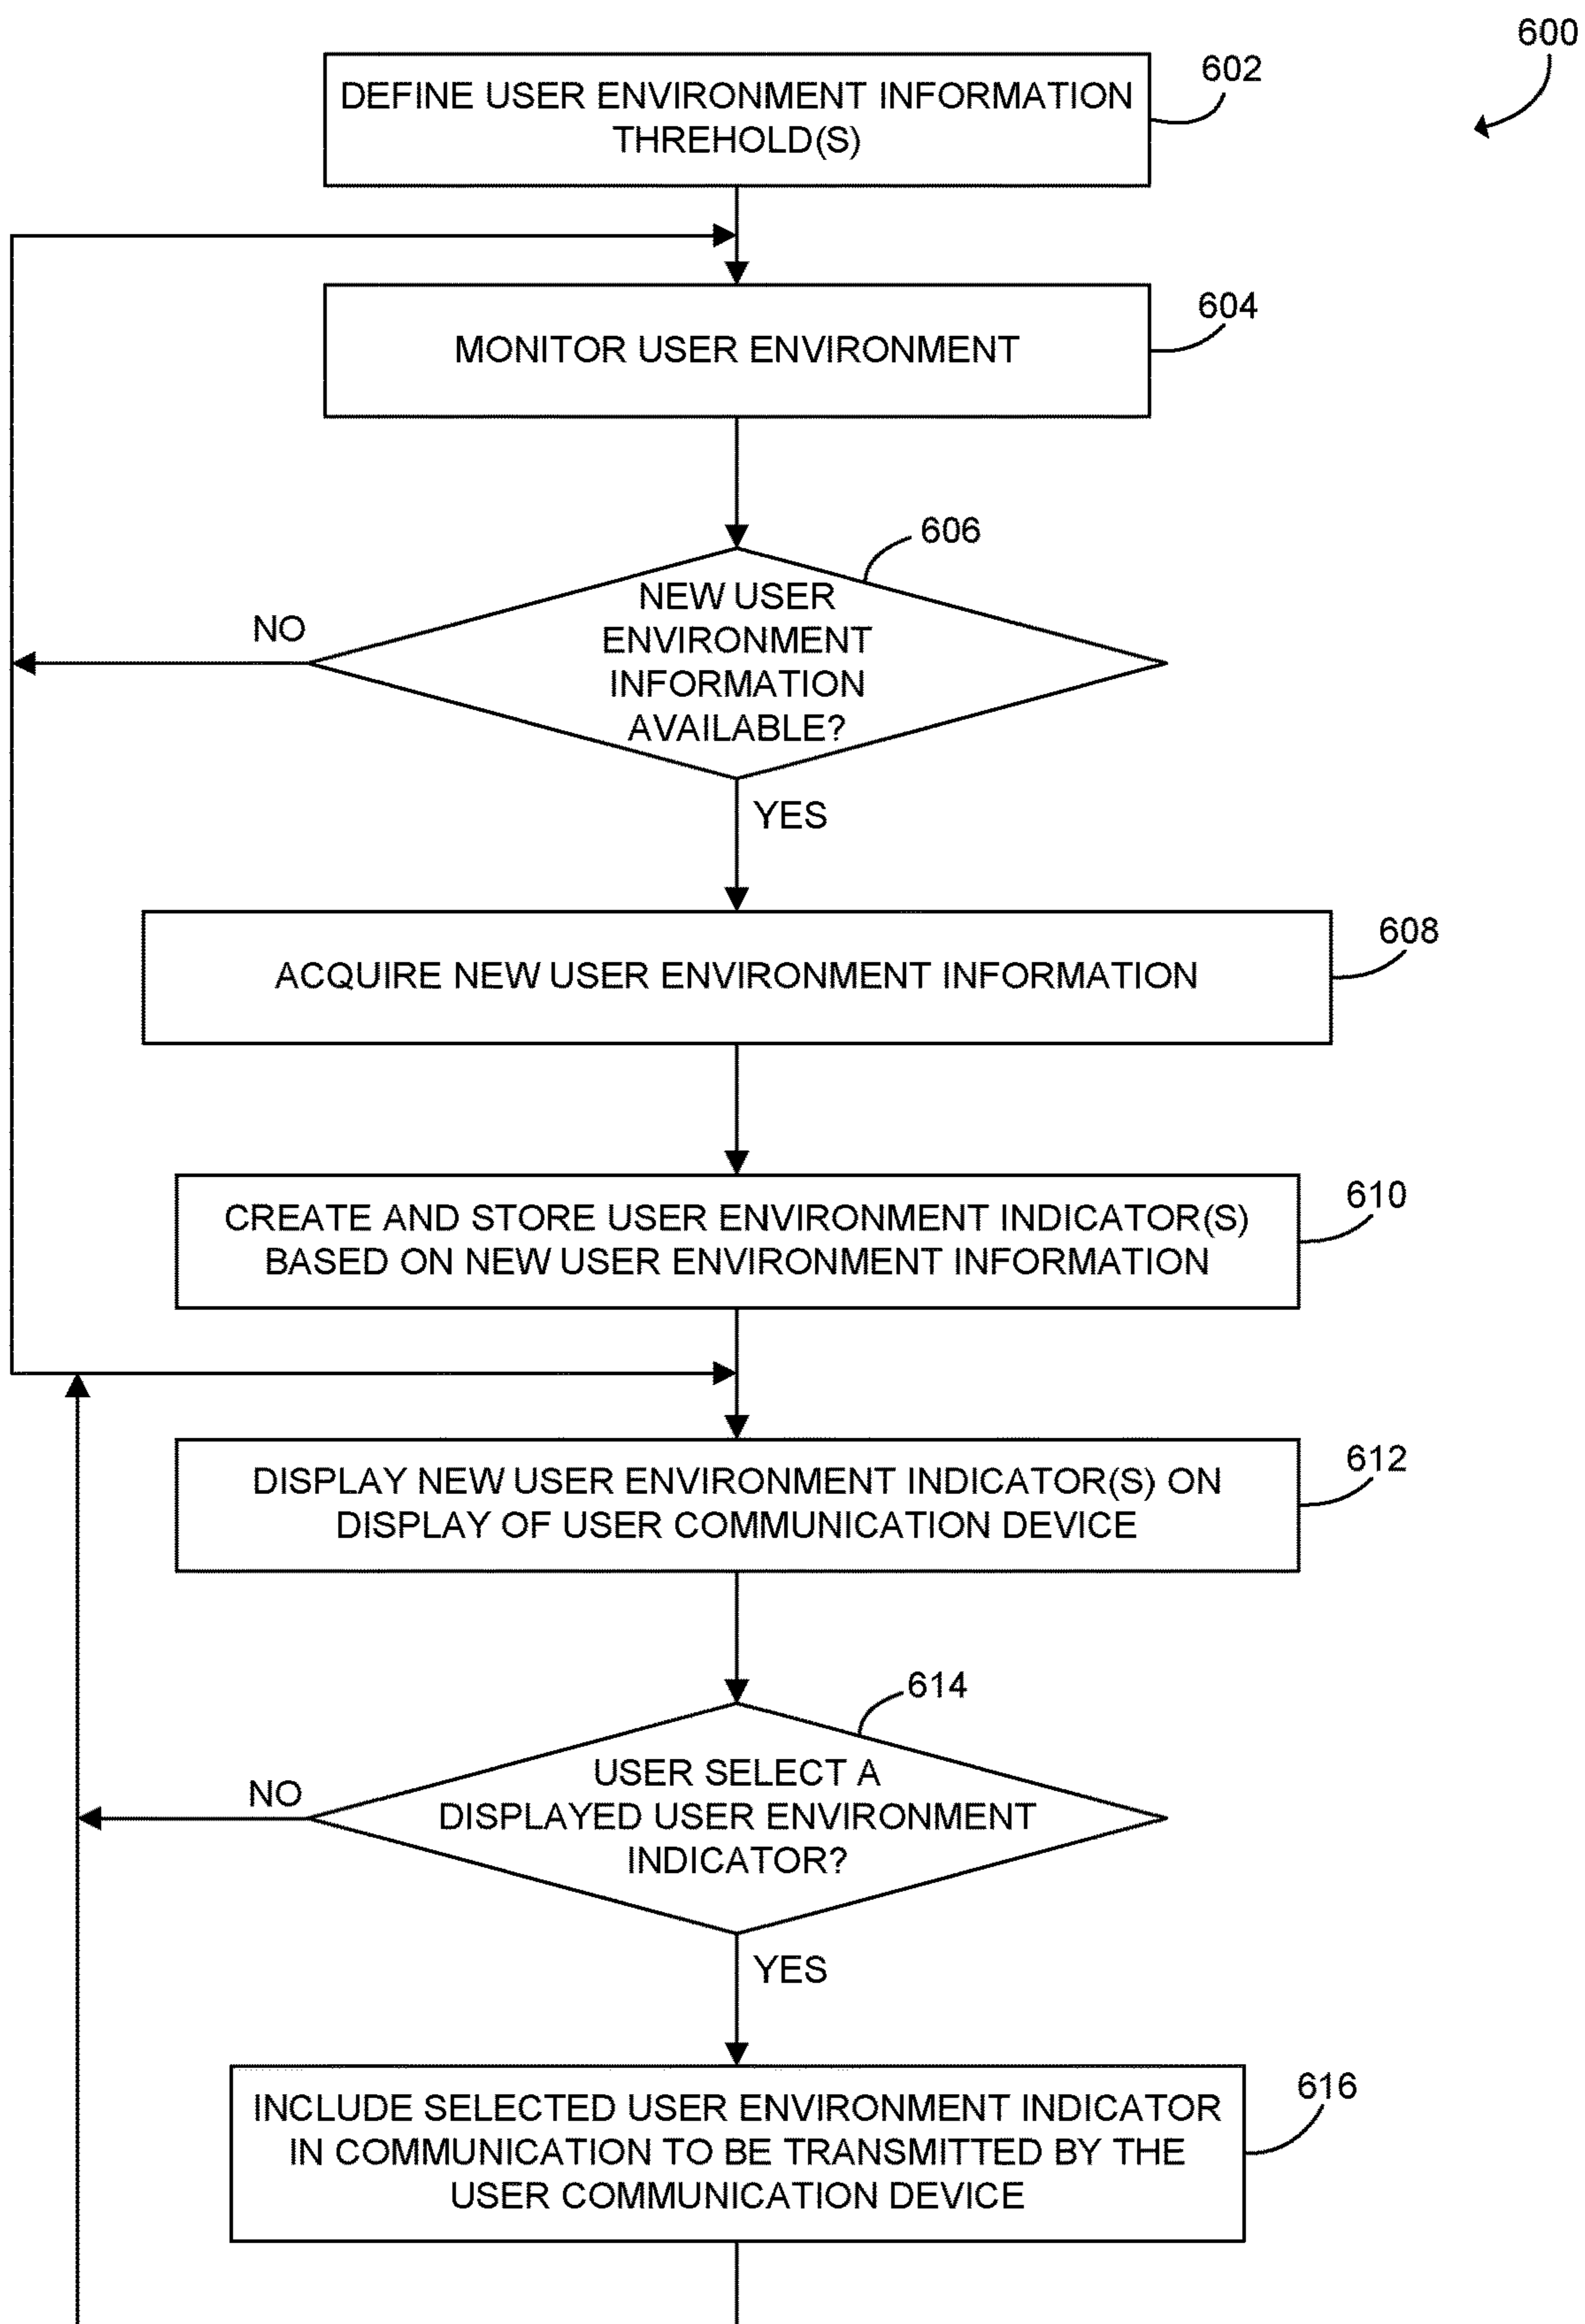 600
DEFINE USER ENVIRONMENT INFORMATION
THREHOLD(S)
602
MONITOR USER ENVIRONMENT
604
606
NEW USER
ENVIRONMENT
INFORMATION
AVAILABLE?
NO
YES
ACQUIRE NEW USER ENVIRONMENT INFORMATION
608
CREATE AND STORE USER ENVIRONMENT INDICATOR(S)
BASED ON NEW USER ENVIRONMENT INFORMATION
610
DISPLAY NEW USER ENVIRONMENT INDICATOR(S) ON
DISPLAY OF USER COMMUNICATION DEVICE
612
614
USER SELECT A
DISPLAYED USER ENVIRONMENT
INDICATOR?
NO
YES
INCLUDE SELECTED USER ENVIRONMENT INDICATOR
IN COMMUNICATION TO BE TRANSMITTED BY THE
USER COMMUNICATION DEVICE
616